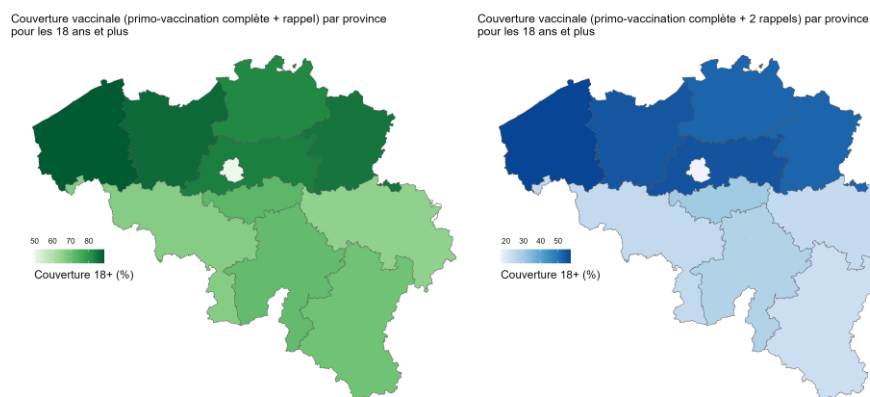 Couverture vaccinale (primo-vaccination complète + rappel) par province
pour les 18 ans et plus
50 60 70 80
Couverture 18+ (%)
Couverture vaccinale (primo-vaccination complète + 2 rappels) par province
pour les 18 ans et plus
20 30 40 50
Couverture 18+ (%)